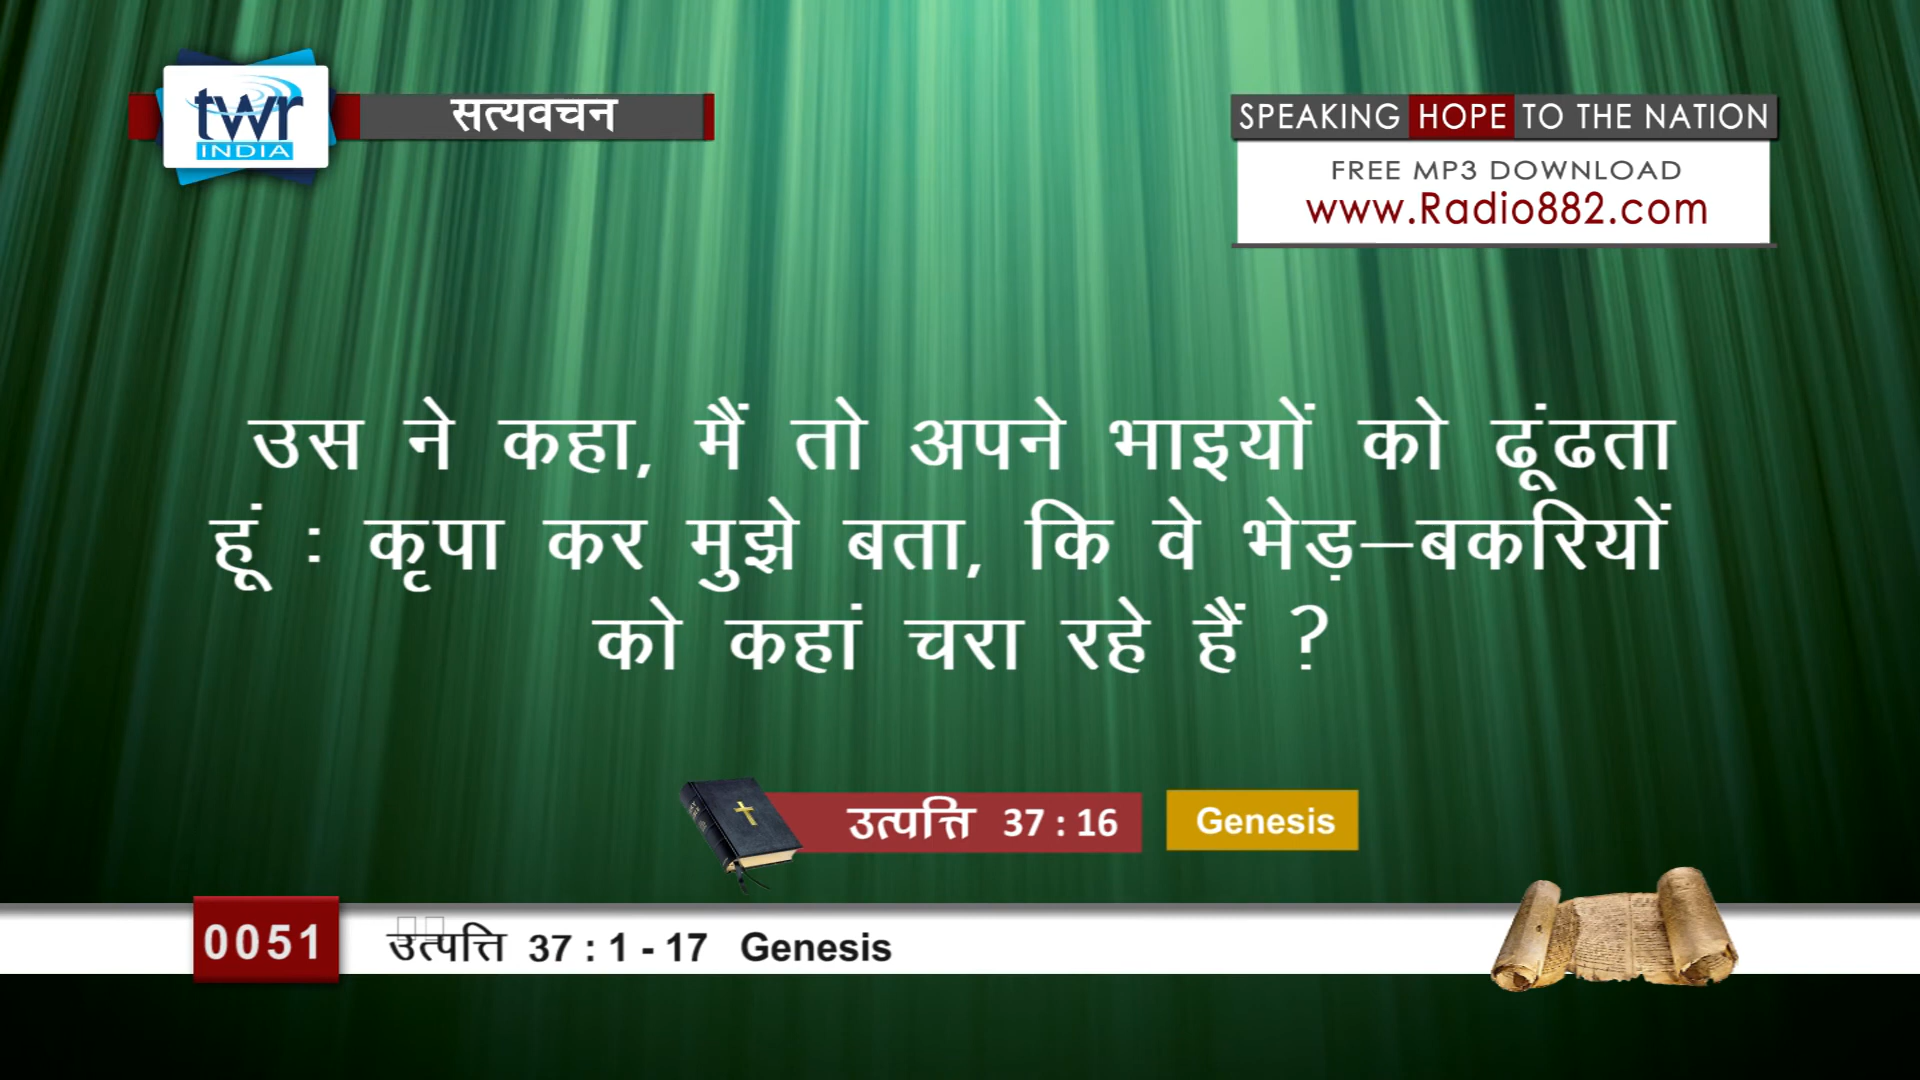 twr
INDIA
सत्यवचन
SPEAKING HOPE TO THE NATION
FREE MP3 DOWNLOAD
www.Radio882.com
उस ने कहा, मैं तो अपने भाइयों को ढूंढता
हूं : कृपा कर मुझे बता, कि वे भेड़–बकरियों
को कहां चरा रहे हैं ?
उत्पत्ति 37 : 16 Genesis
0051 उत्पत्ति 37 : 1 - 17 Genesis